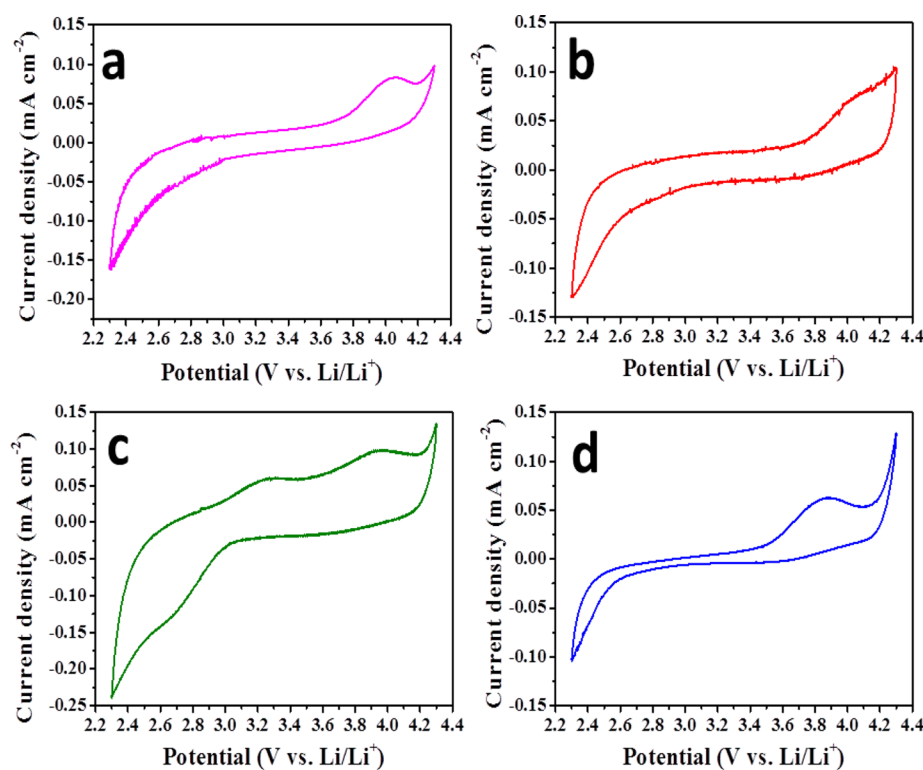 a
Current density (mA cm⁻²)
0.15
0.10
0.05
0.00
-0.05
-0.10
-0.15
-0.20
2.2 2.4 2.6 2.8 3.0 3.2 3.4 3.6 3.8 4.0 4.2 4.4
Potential (V vs. Li/Li⁺)
b
Current density (mA cm⁻²)
0.15
0.10
0.05
0.00
-0.05
-0.10
-0.15
2.2 2.4 2.6 2.8 3.0 3.2 3.4 3.6 3.8 4.0 4.2 4.4
Potential (V vs. Li/Li⁺)
c
Current density (mA cm⁻²)
0.15
0.10
0.05
0.00
-0.05
-0.10
-0.15
-0.20
-0.25
2.2 2.4 2.6 2.8 3.0 3.2 3.4 3.6 3.8 4.0 4.2 4.4
Potential (V vs. Li/Li⁺)
d
Current density (mA cm⁻²)
0.15
0.10
0.05
0.00
-0.05
-0.10
-0.15
2.2 2.4 2.6 2.8 3.0 3.2 3.4 3.6 3.8 4.0 4.2 4.4
Potential (V vs. Li/Li⁺)